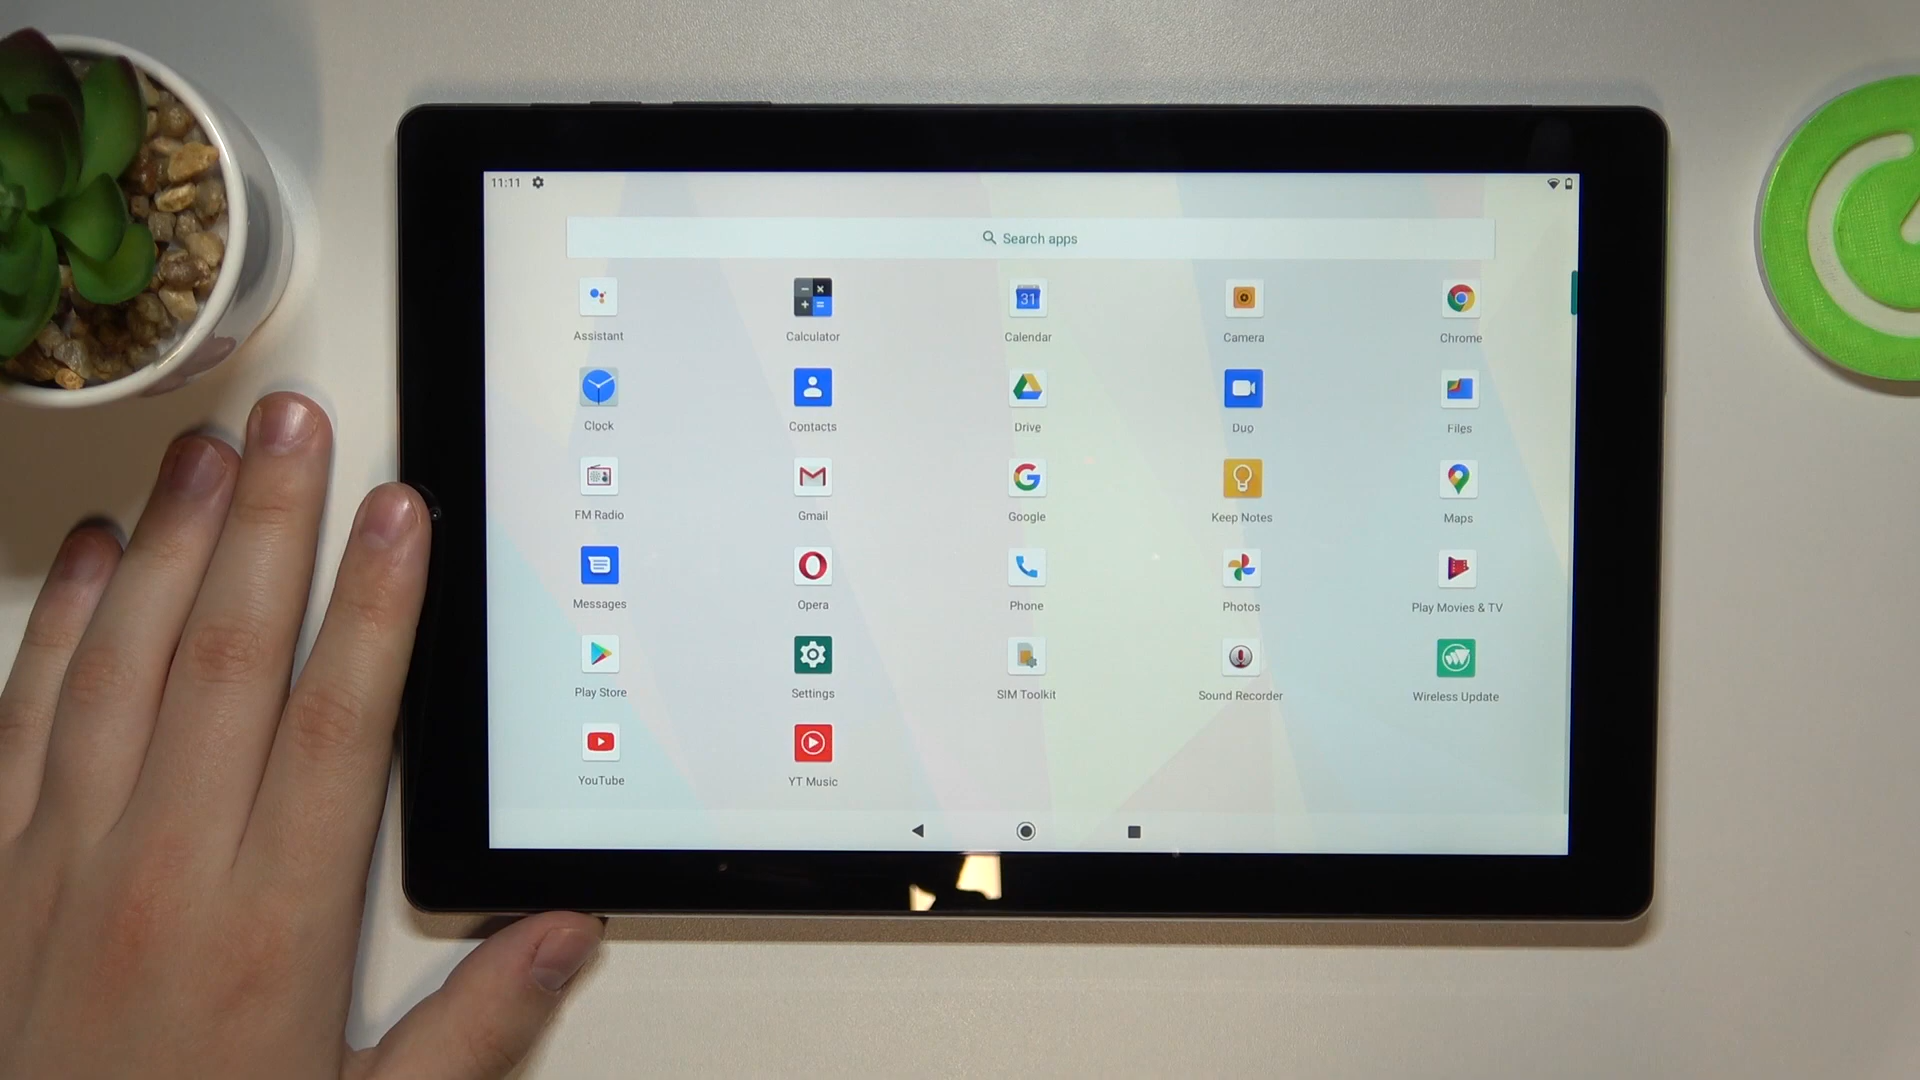 11:11
Search apps
Assistant
Calculator
31
Calendar
Camera
Chrome
Clock
Contacts
Drive
Duo
Files
FM Radio
Gmail
Google
Keep Notes
Maps
Messages
Opera
Phone
Photos
Play Movies & TV
Play Store
Settings
SIM Toolkit
Sound Recorder
Wireless Update
YouTube
YT Music